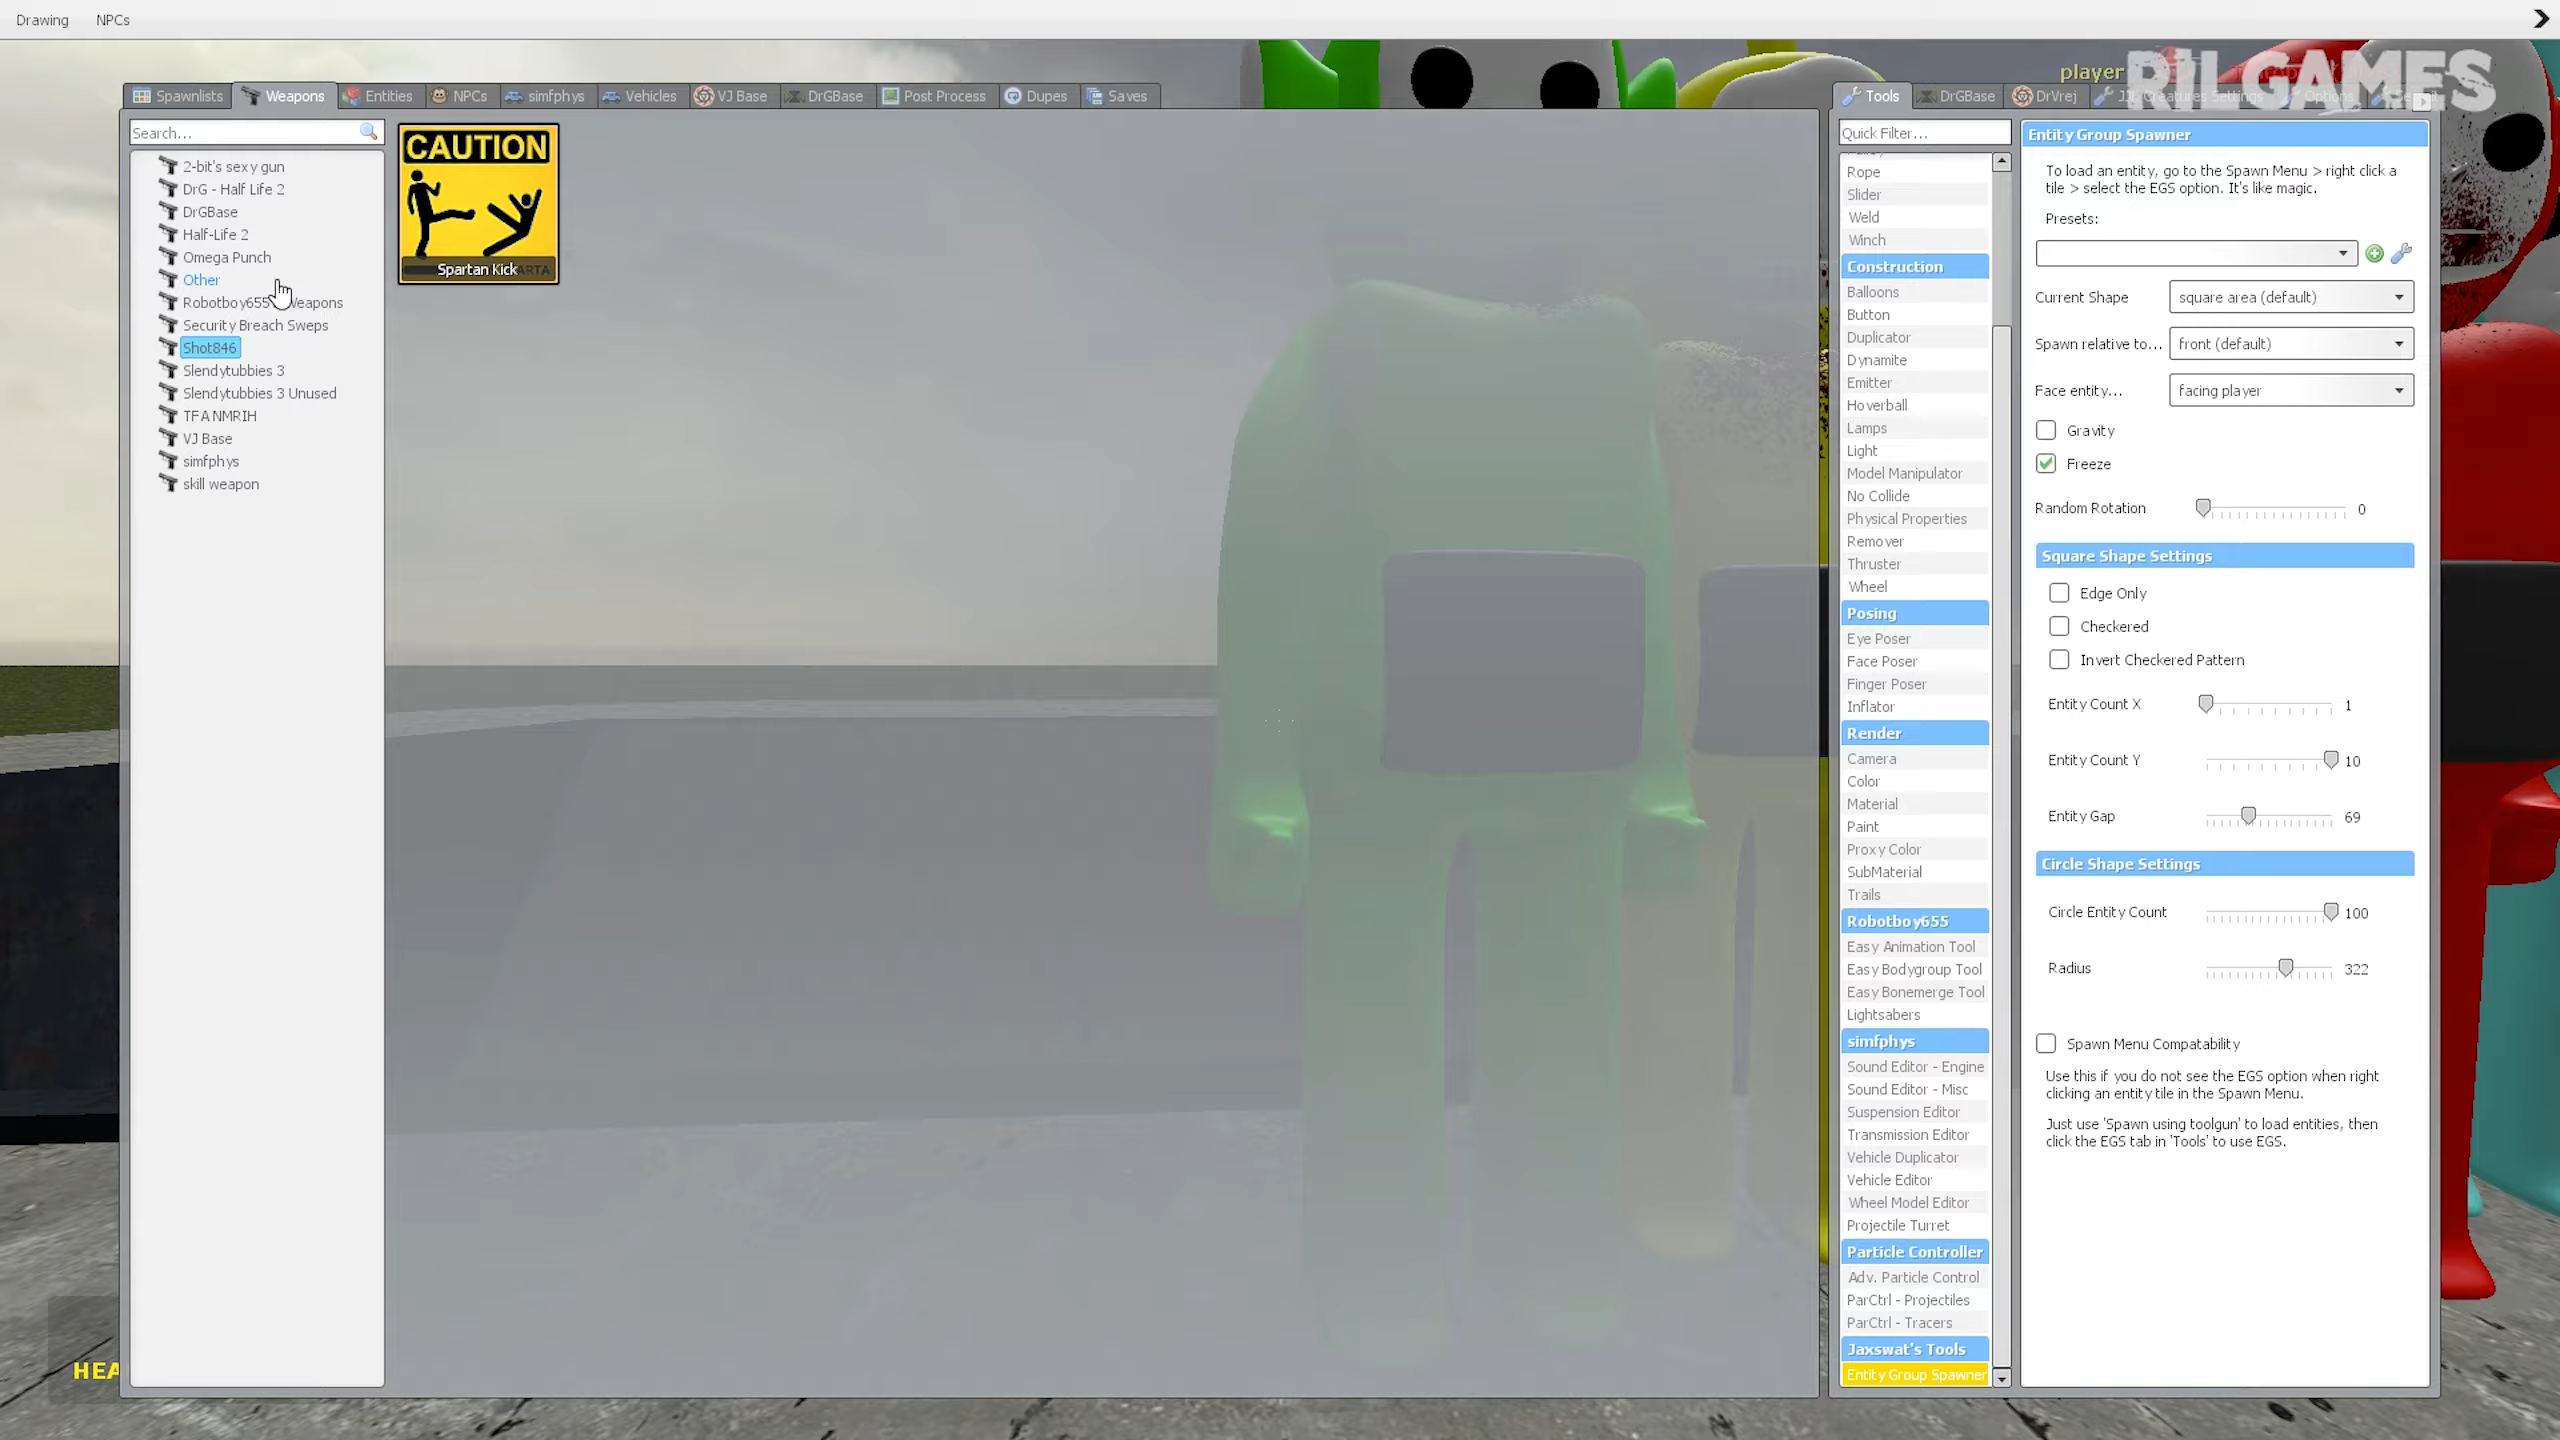 Drawing NPCs
player RILGAMES
Spawnlists Weapons Entities NPCs simfphys Vehicles VJ Base DrGBase Post Process Dupes Saves
Search...
2-bit's sexy gun
DrG - Half Life 2
DrGBase
Half-Life 2
Omega Punch
Other
Robotboy655 Weapons
Security Breach Sweps
Shot846
Slendytubbies 3
Slendytubbies 3 Unused
TFA NMRIH
VJ Base
simfphys
skill weapon
CAUTION
Spartan Kick
HEA
Tools DrGBase DrVrej Creatures Settings Options
Quick Filter...
Rope
Slider
Weld
Winch
Construction
Balloons
Button
Duplicator
Dynamite
Emitter
Hoverball
Lamps
Light
Model Manipulator
No Collide
Physical Properties
Remover
Thruster
Wheel
Posing
Eye Poser
Face Poser
Finger Poser
Inflator
Render
Camera
Color
Material
Paint
Proxy Color
SubMaterial
Trails
Robotboy655
Easy Animation Tool
Easy Bodygroup Tool
Easy Bonemerge Tool
Lightsabers
simfphys
Sound Editor - Engine
Sound Editor - Misc
Suspension Editor
Transmission Editor
Vehicle Duplicator
Vehicle Editor
Wheel Model Editor
Projectile Turret
Particle Controller
Adv. Particle Control
ParCtrl - Projectiles
ParCtrl - Tracers
Jaxswat's Tools
Entity Group Spawner
Entity Group Spawner
To load an entity, go to the Spawn Menu > right click a
tile > select the EGS option. It's like magic.
Presets:
Current Shape square area (default)
Spawn relative to... front (default)
Face entity... facing player
Gravity
Freeze
Random Rotation 0
Square Shape Settings
Edge Only
Checkered
Invert Checkered Pattern
Entity Count X 1
Entity Count Y 10
Entity Gap 69
Circle Shape Settings
Circle Entity Count 100
Radius 322
Spawn Menu Compatability
Use this if you do not see the EGS option when right
clicking an entity tile in the Spawn Menu.
Just use 'Spawn using toolgun' to load entities, then
click the EGS tab in 'Tools' to use EGS.